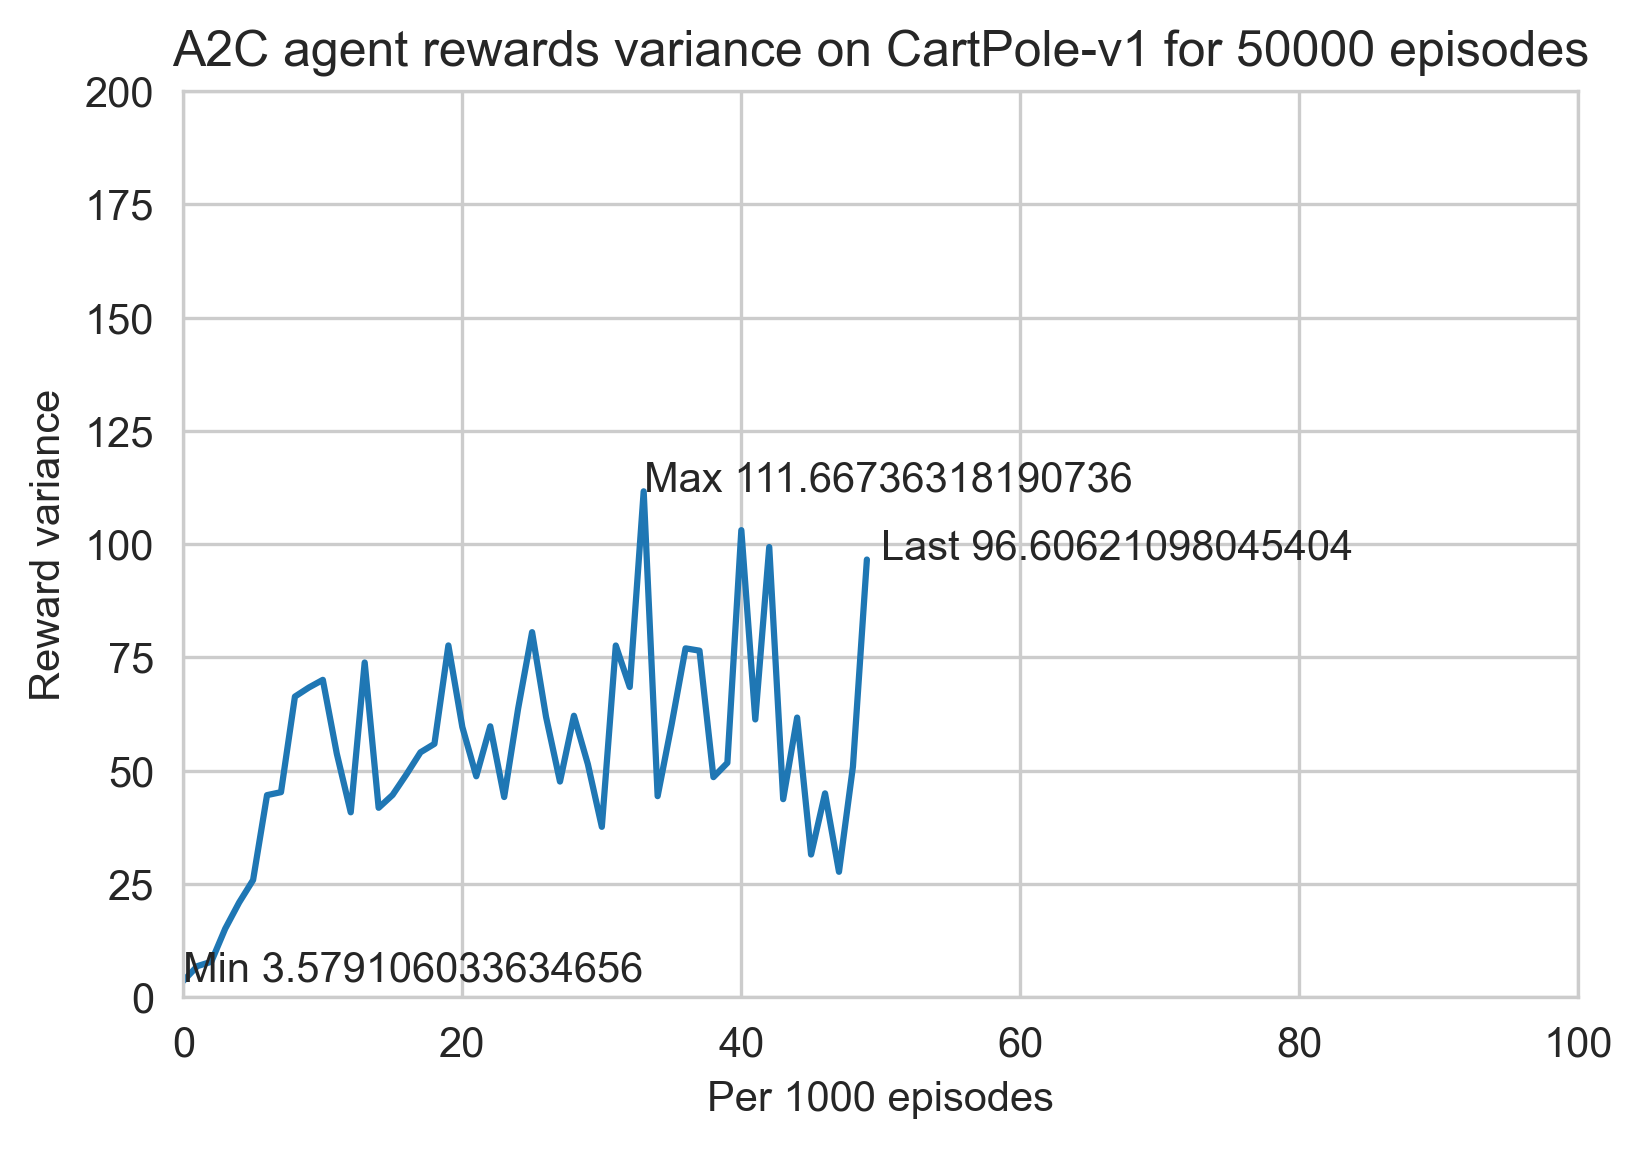 A2C agent rewards variance on CartPole-v1 for 50000 episodes
200
175
150
125
100
75
50
25
0
Reward variance
Max 111.66736318190736
Last 96.60621098045404
Min 3.579106033634656
0 20 40 60 80 100
Per 1000 episodes